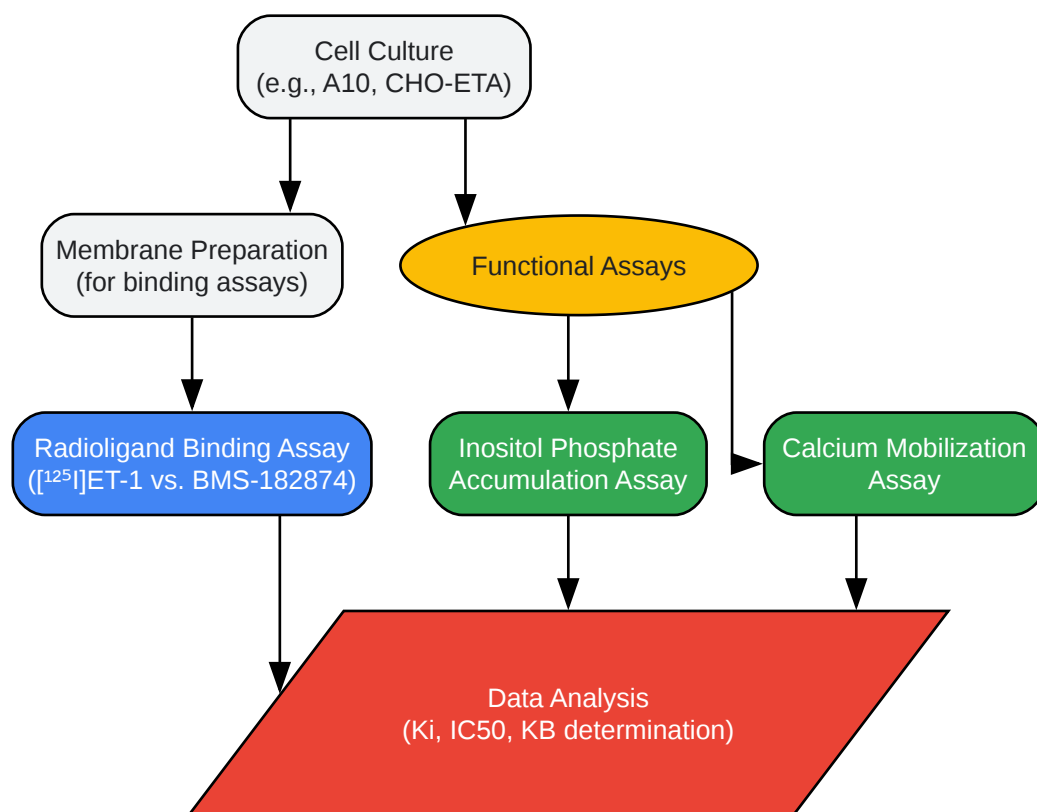 Cell Culture
(e.g., A10, CHO-ETA)
Membrane Preparation
(for binding assays)
Functional Assays
Radioligand Binding Assay
([¹²⁵I]ET-1 vs. BMS-182874)
Inositol Phosphate
Accumulation Assay
Calcium Mobilization
Assay
Data Analysis
(Ki, IC50, KB determination)